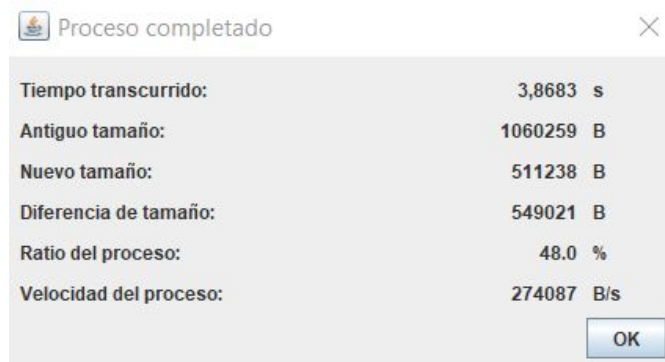 Proceso completado
Tiempo transcurrido: 3,8683 s
Antiguo tamaño: 1060259 B
Nuevo tamaño: 511238 B
Diferencia de tamaño: 549021 B
Ratio del proceso: 48.0 %
Velocidad del proceso: 274087 B/s
OK